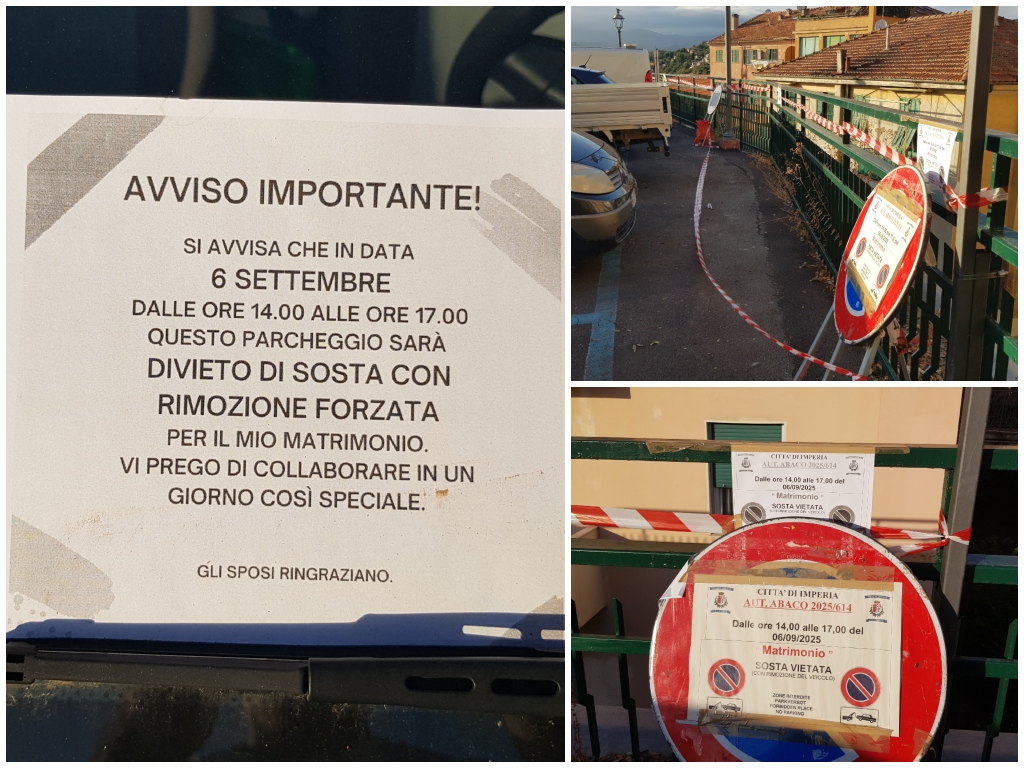 AVVISO IMPORTANTE!
SI AVVISA CHE IN DATA
6 SETTEMBRE
DALLE ORE 14.00 ALLE ORE 17.00
QUESTO PARCHEGGIO SARÀ
DIVIETO DI SOSTA CON
RIMOZIONE FORZATA
PER IL MIO MATRIMONIO.
VI PREGO DI COLLABORARE IN UN
GIORNO COSÌ SPECIALE.
GLI SPOSI RINGRAZIANO.
CITTA' DI IMPERIA
AUT. ABACO 2025/614
Dalle ore 14,00 alle 17,00 del
06/09/2025
" Matrimonio "
SOSTA VIETATA
(CON RIMOZIONE DEL VEICOLO)
CITTA' DI IMPERIA
AUT. ABACO 2025/614
Dalle ore 14,00 alle 17,00 del
06/09/2025
Matrimonio "
SOSTA VIETATA
(CON RIMOZIONE DEL VEICOLO)
ZONE INTERDITE
PARKVERBOT
FORBIDDEN PLACE
NO PARKING